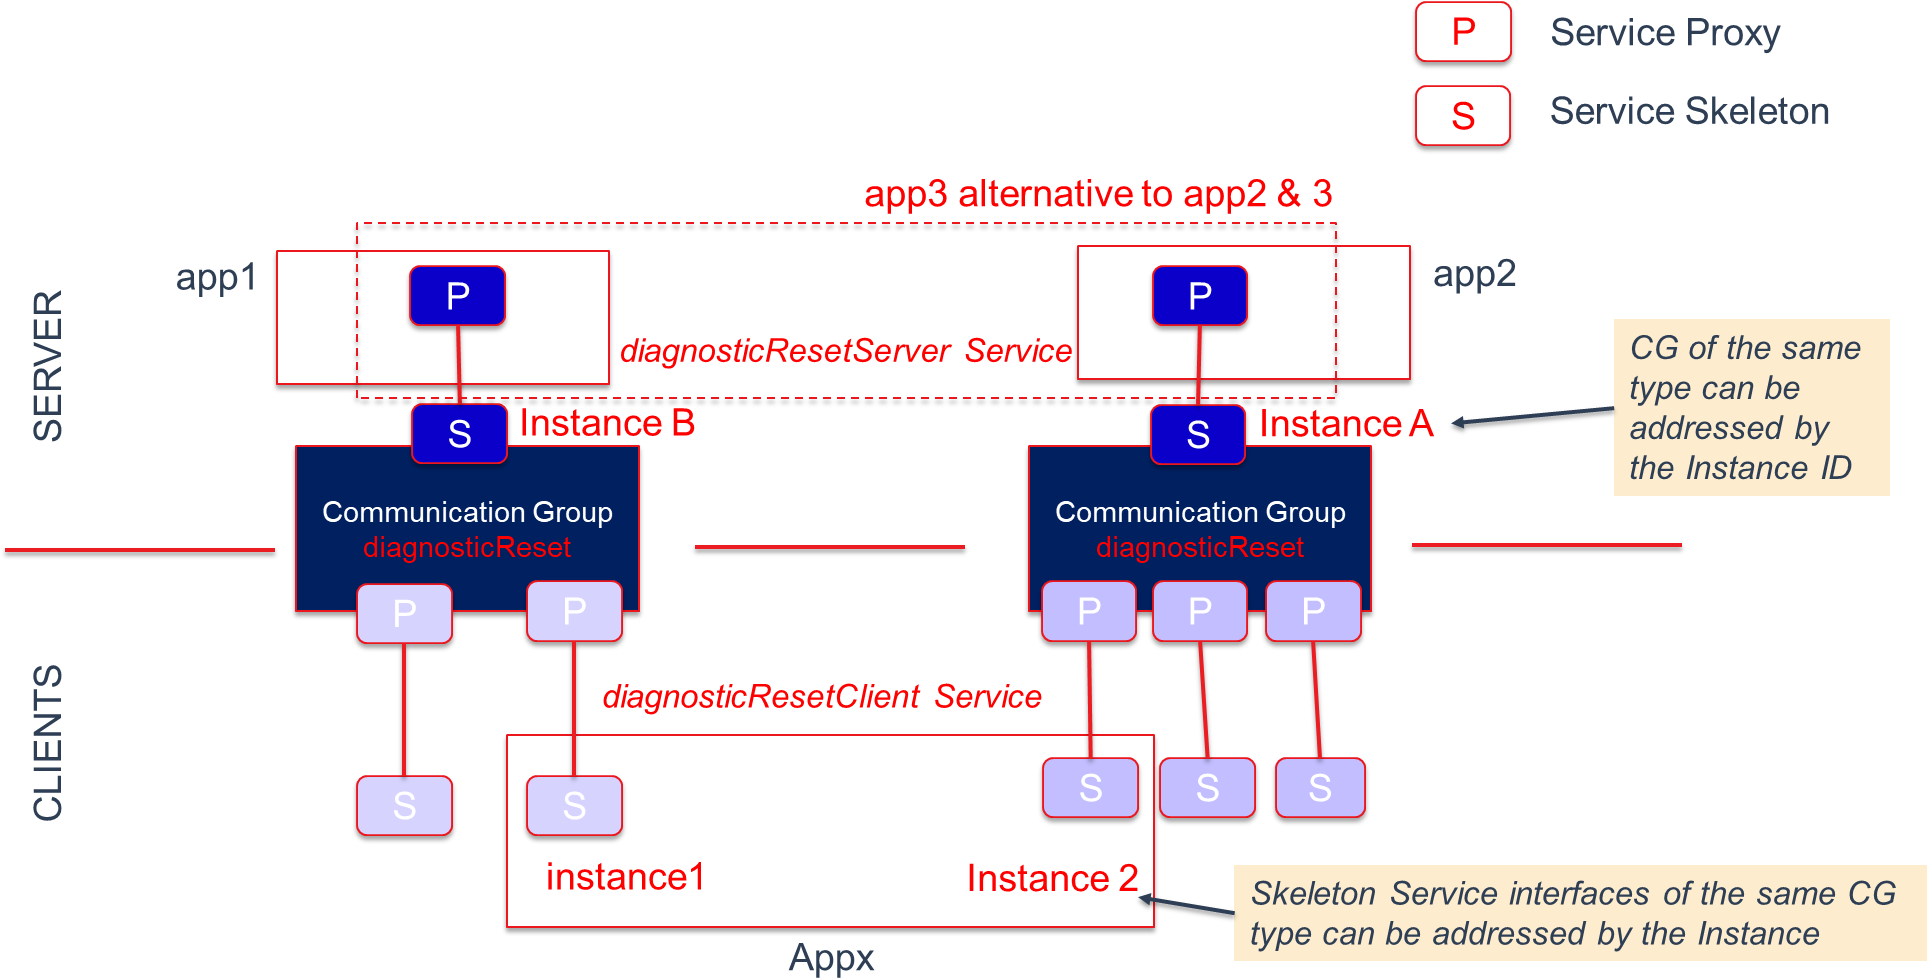 P
Service Proxy
S
Service Skeleton
app3 alternative to app2 & 3
app1
P
P
app2
SERVER
diagnosticResetServer Service
CG of the same
type can be
addressed by
the Instance ID
S
Instance B
S
Instance A
Communication Group
diagnosticReset
Communication Group
diagnosticReset
P
P
P
P
P
CLIENTS
diagnosticResetClient Service
S
S
S
S
S
instance1
Instance 2
Skeleton Service interfaces of the same CG
type can be addressed by the Instance
Appx